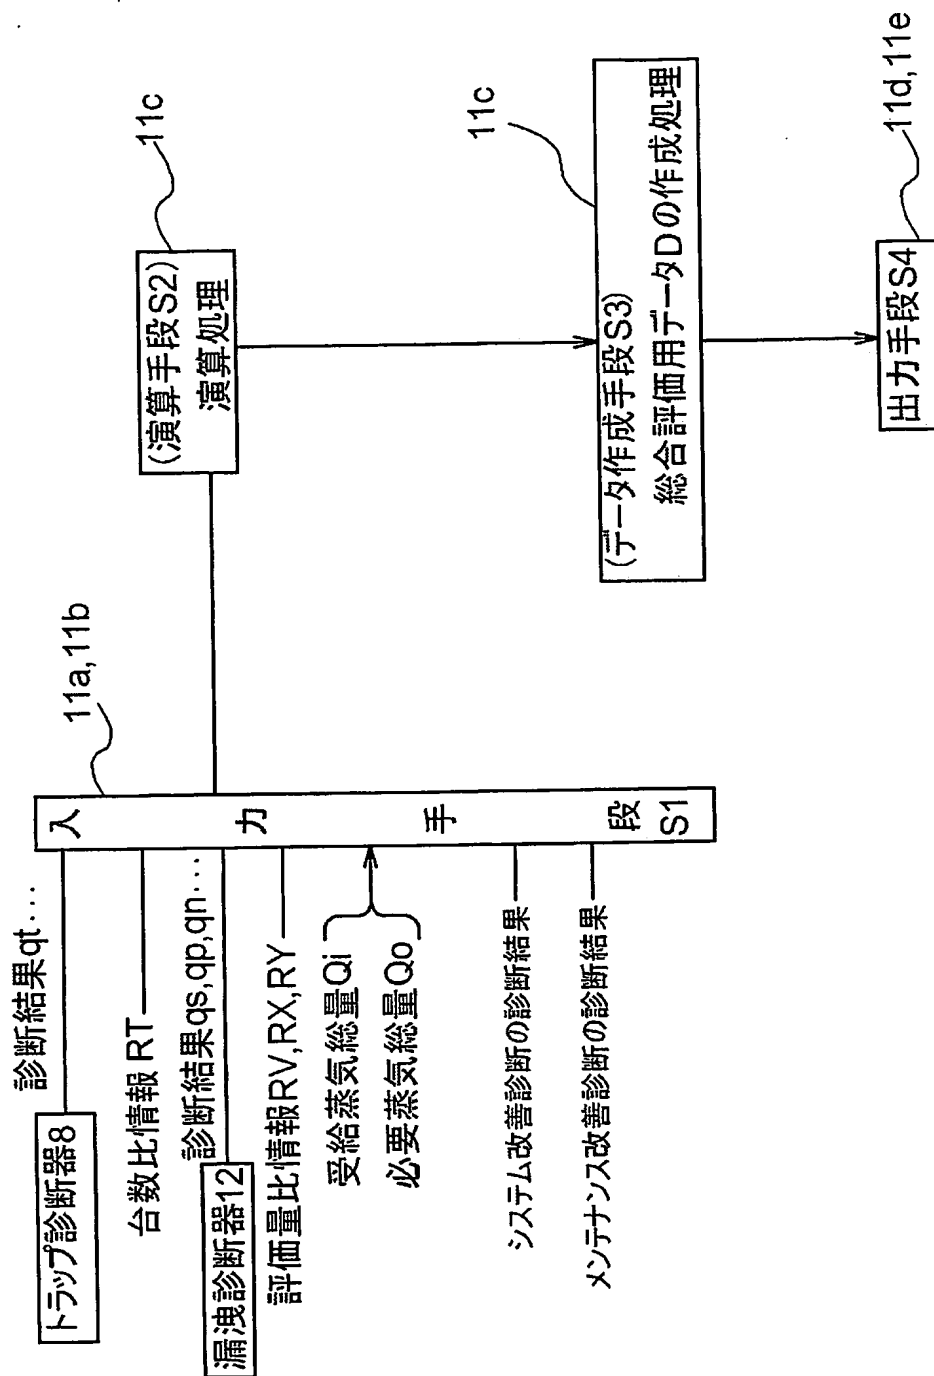 トラップ診断器8
診断結果qt…
台数比情報RT
漏洩診断器12
診断結果qs,qp,qn…
評価量比情報RV,RX,RY
受給蒸気総量Qi
必要蒸気総量Qo
システム改善診断の診断結果
メンテナンス改善診断の診断結果
入力手段S1
11a,11b
(演算手段S2)
演算処理
11c
(データ作成手段S3)
総合評価用データDの作成処理
11c
出力手段S4
11d,11e